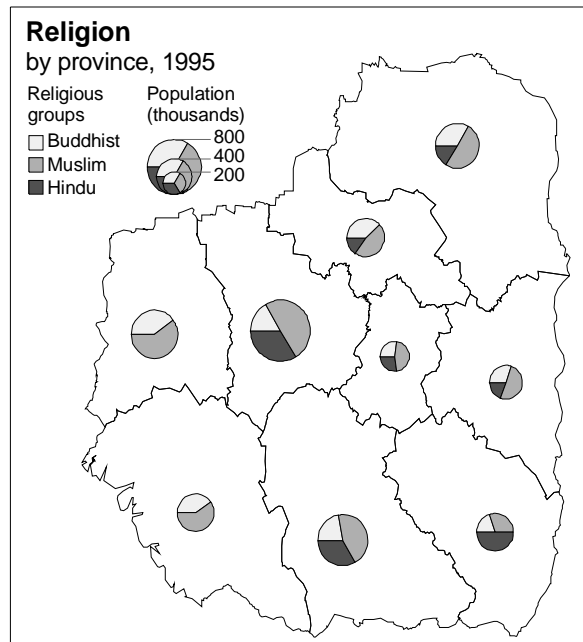 Religion
by province, 1995
Religious
groups
Buddhist
Muslim
Hindu
Population
(thousands)
800
400
200